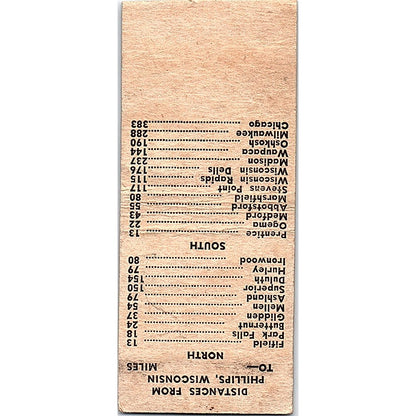 DISTANCES FROM
PHILLIPS, WISCONSIN
TO— MILES
NORTH
Fifield 13
Park Falls 18
Butternut 24
Glidden 37
Mellen 54
Ashland 79
Superior 150
Duluth 154
Hurley 79
Ironwood 80
SOUTH
Prentice 13
Ogema 22
Medford 43
Abbotsford 55
Marshfield 80
Stevens Point 117
Wisconsin Rapids 115
Wisconsin Dells 176
Madison 237
Waupaca 144
Oshkosh 190
Milwaukee 288
Chicago 383